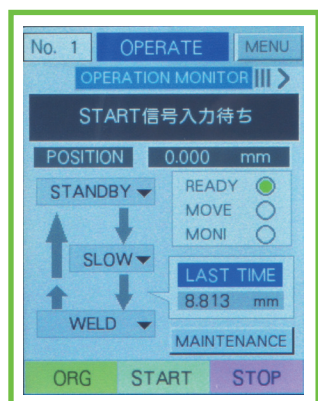 No. 1 OPERATE MENU
OPERATION MONITOR
START信号入力待ち
POSITION 0.000 mm
STANDBY
READY
MOVE
MONI
SLOW
LAST TIME
8.813 mm
WELD
MAINTENANCE
ORG START STOP